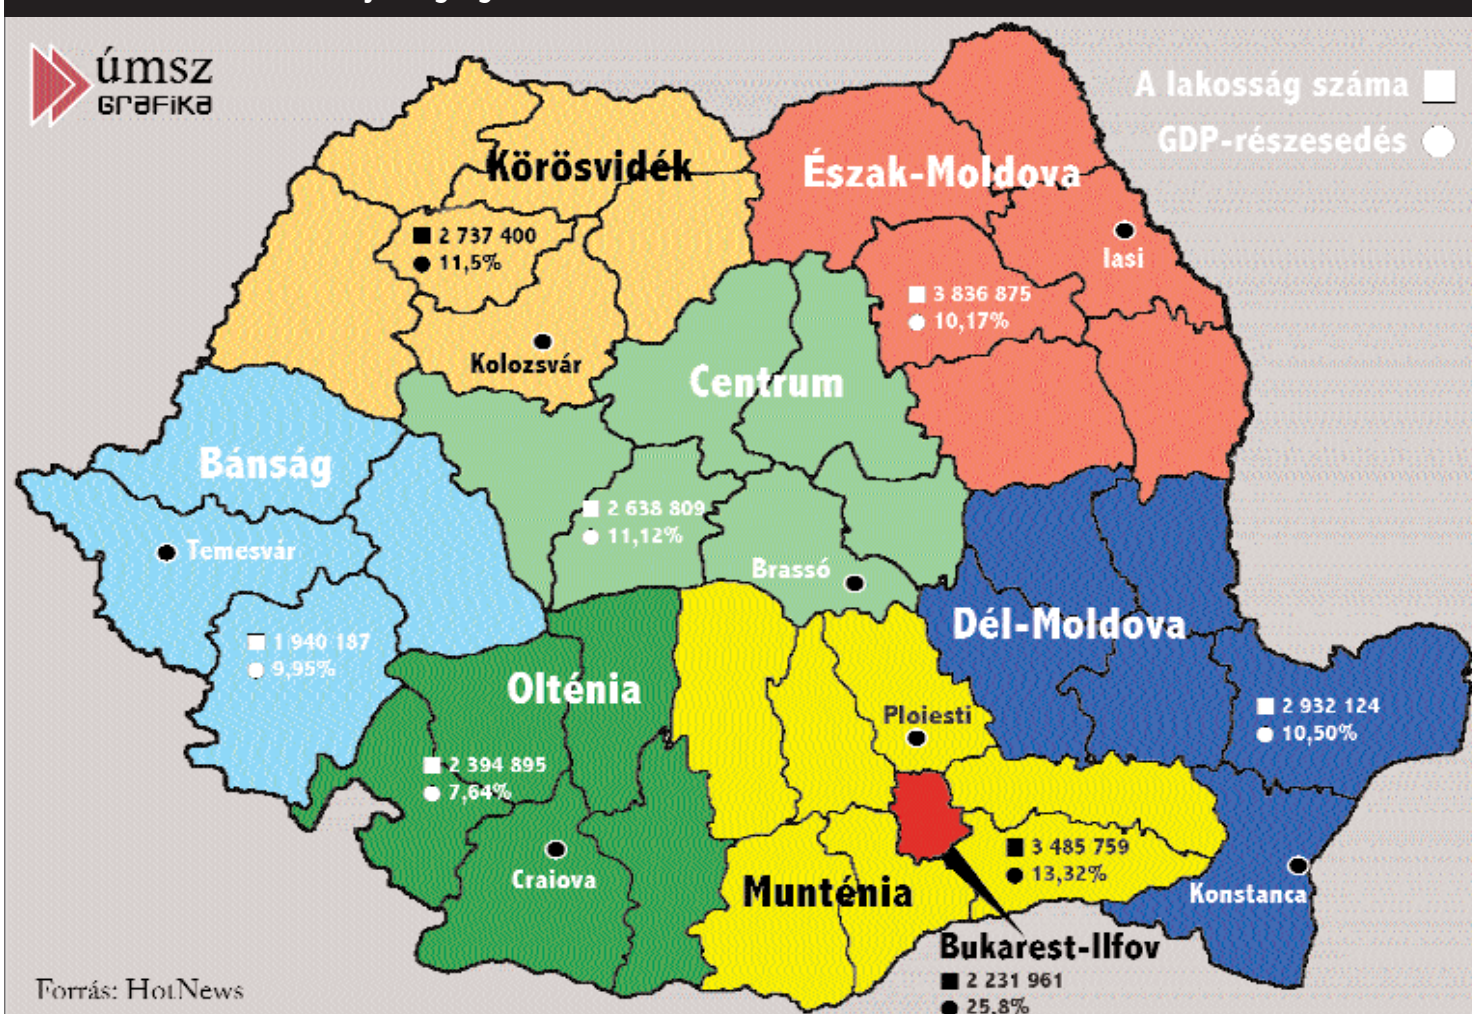 úmsz
GRAFIKA
A lakosság száma
GDP-részesedés
Körösvidék
2 737 400
11,5%
Kolozsvár
Észak-Moldova
Iasi
3 836 875
10,17%
Centrum
2 638 809
11,12%
Brassó
Bánság
Temesvár
1 940 187
9,95%
Olténia
2 394 895
7,64%
Craiova
Dél-Moldova
2 932 124
10,50%
Konstanca
Ploiesti
Munténia
3 485 759
13,32%
Bukarest-Ilfov
2 231 961
25,8%
Forrás: HotNews